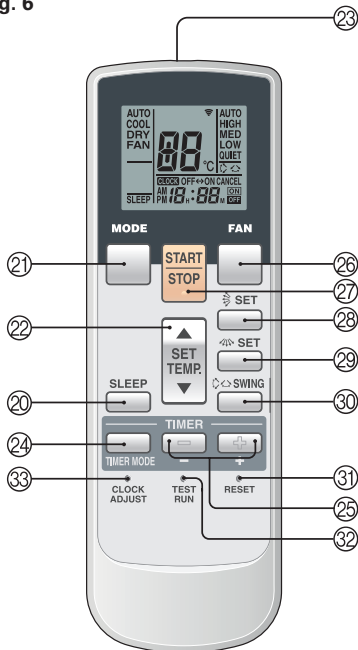 g. 6
㉓
AUTO AUTO
COOL HIGH
DRY MED
FAN LOW
QUIET
88 °C
CLOCK OFF↔ON CANCEL
AM ON
PM 18 H :88 M OFF
SLEEP
MODE FAN
㉑ START ㉖
STOP ㉗
SET ㉘
㉒ SET ㉙
SET
TEMP.
SLEEP SWING
⑳ ㉚
TIMER
㉔ TIMER MODE − + ㉕
㉝ CLOCK ADJUST
TEST RUN ㉜
RESET ㉛